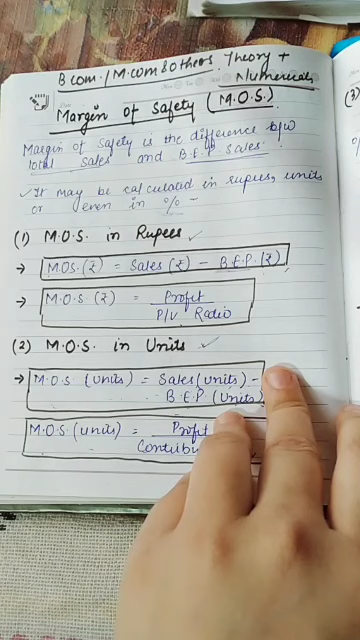 B com./M.com & others. Theory +
Numericals
Margin of Safety (M.O.S.)
Margin of Safety is the difference b/w
total Sales and B.E.P Sales.
✓ It may be calculated in rupees, units
or even in % -
(1) M.O.S. in Rupees ✓
→ M.O.S. (₹) = Sales (₹) - B.E.P. (₹)
→ M.O.S. (₹) = Profit
P/V Ratio
(2) M.O.S. in Units ✓
→ M.O.S (units) = Sales (units) -
B.E.P. (Units)
M.O.S (units) = Profit
(3)